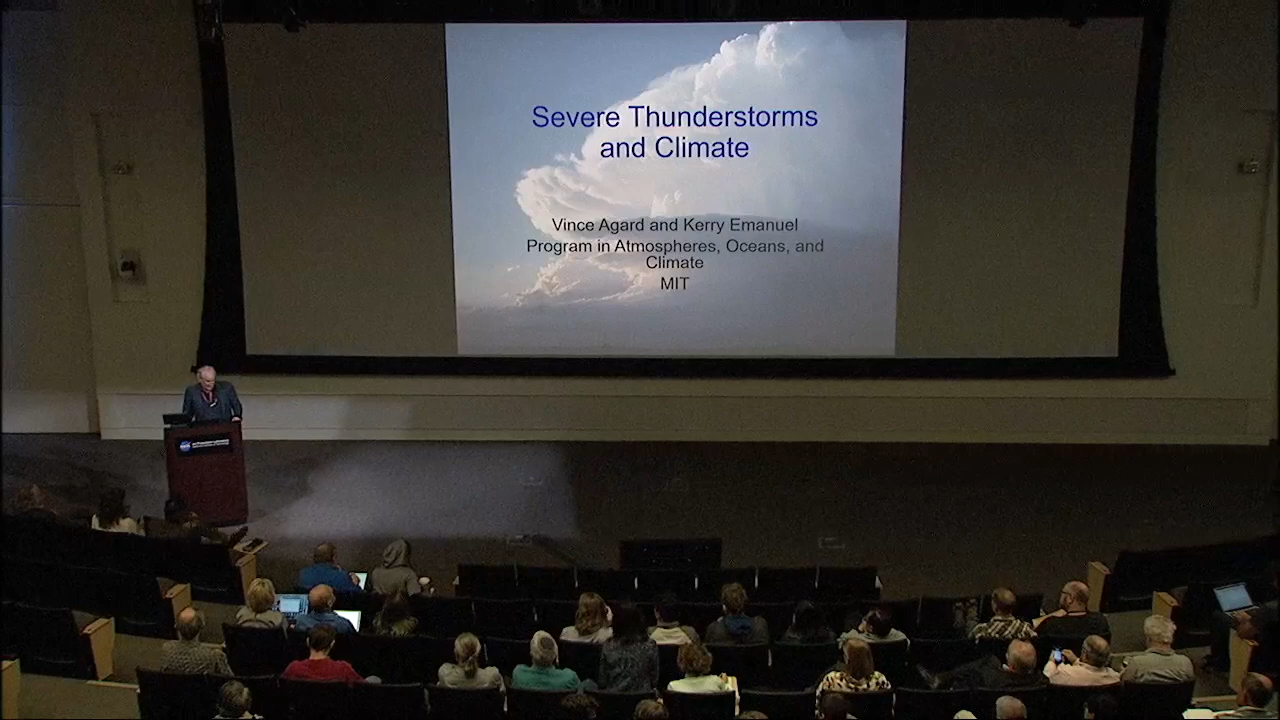 Severe Thunderstorms
and Climate
Vince Agard and Kerry Emanuel
Program in Atmospheres, Oceans, and
Climate
MIT